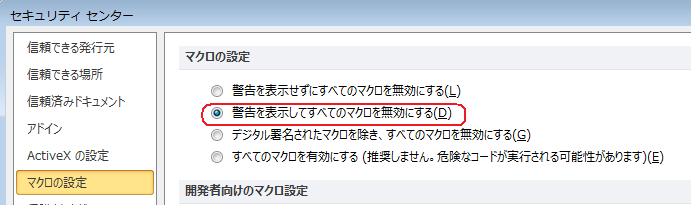 セキュリティ センター
信頼できる発行元
信頼できる場所
信頼済みドキュメント
アドイン
ActiveX の設定
マクロの設定
マクロの設定
警告を表示せずにすべてのマクロを無効にする(L)
警告を表示してすべてのマクロを無効にする(D)
デジタル署名されたマクロを除き、すべてのマクロを無効にする(G)
すべてのマクロを有効にする (推奨しません。危険なコードが実行される可能性があります)(E)
開発者向けのマクロ設定